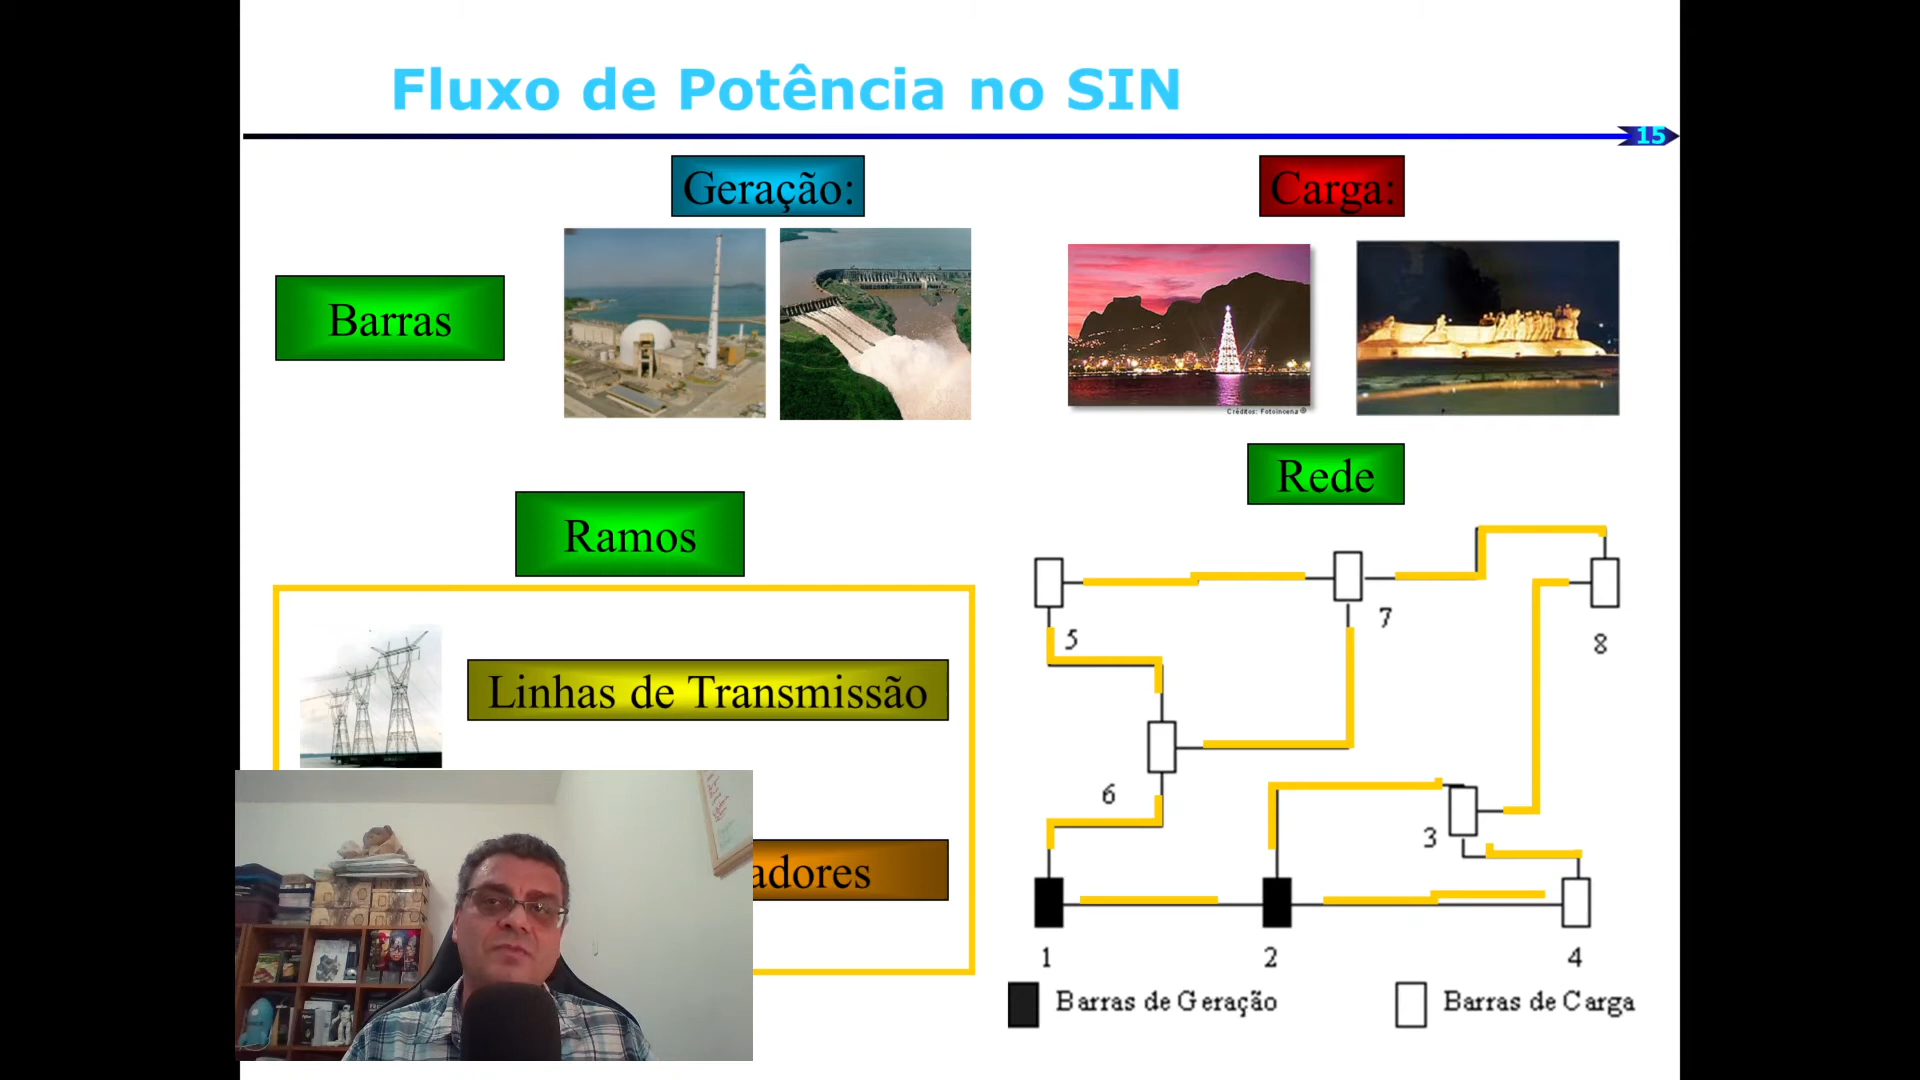 Fluxo de Potência no SIN
15
Geração:
Carga:
Barras
Créditos: Fotoincena ®
Rede
Ramos
Linhas de Transmissão
adores
5
7
8
6
3
1
2
4
Barras de Geração
Barras de Carga